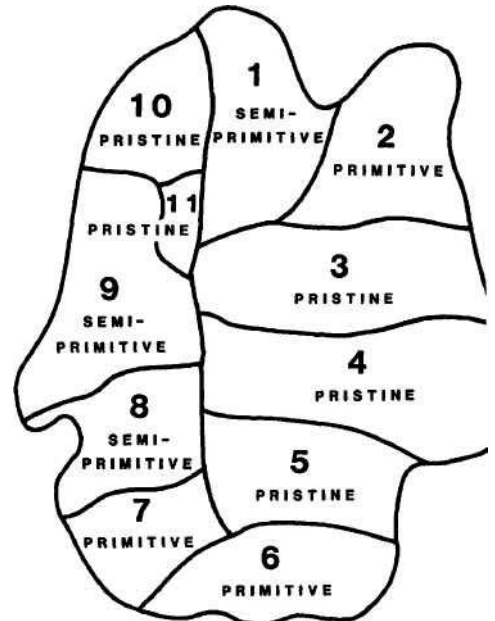 1
SEMI-
PRIMITIVE
10
PRISTINE
2
PRIMITIVE
11
PRISTINE
3
PRISTINE
9
SEMI-
PRIMITIVE
4
PRISTINE
8
SEMI-
PRIMITIVE
5
PRISTINE
7
PRIMITIVE
6
PRIMITIVE